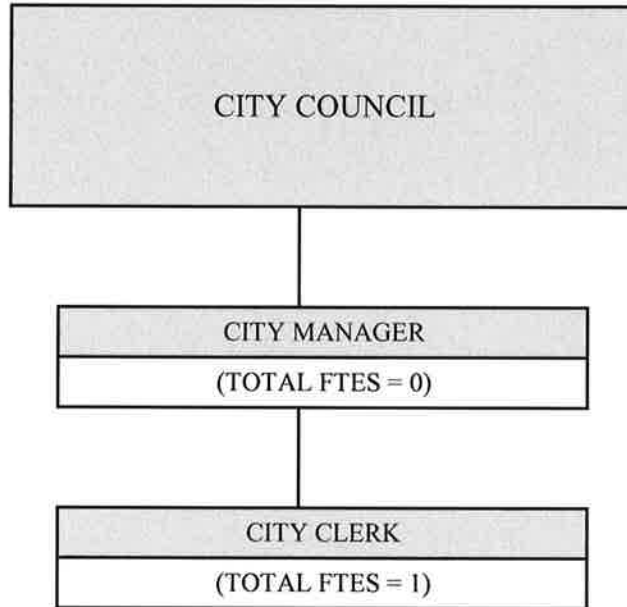 CITY COUNCIL
CITY MANAGER
(TOTAL FTES = 0)
CITY CLERK
(TOTAL FTES = 1)